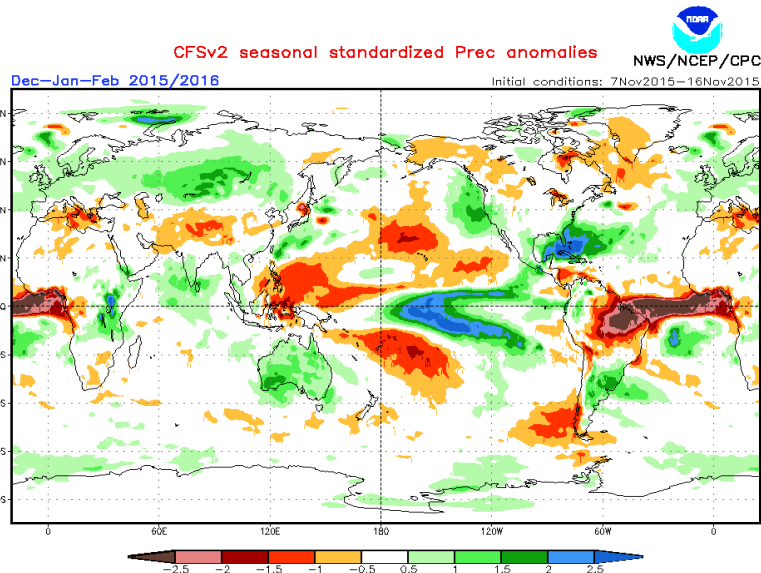 NOAA
CFSv2 seasonal standardized Prec anomalies
NWS/NCEP/CPC
Dec-Jan-Feb 2015/2016
Initial conditions: 7Nov2015-16Nov2015
N
N
N
N
Q
S
S
S
S
0 60E 120E 180 120W 60W 0
-2.5 -2 -1.5 -1 -0.5 0.5 1 1.5 2 2.5